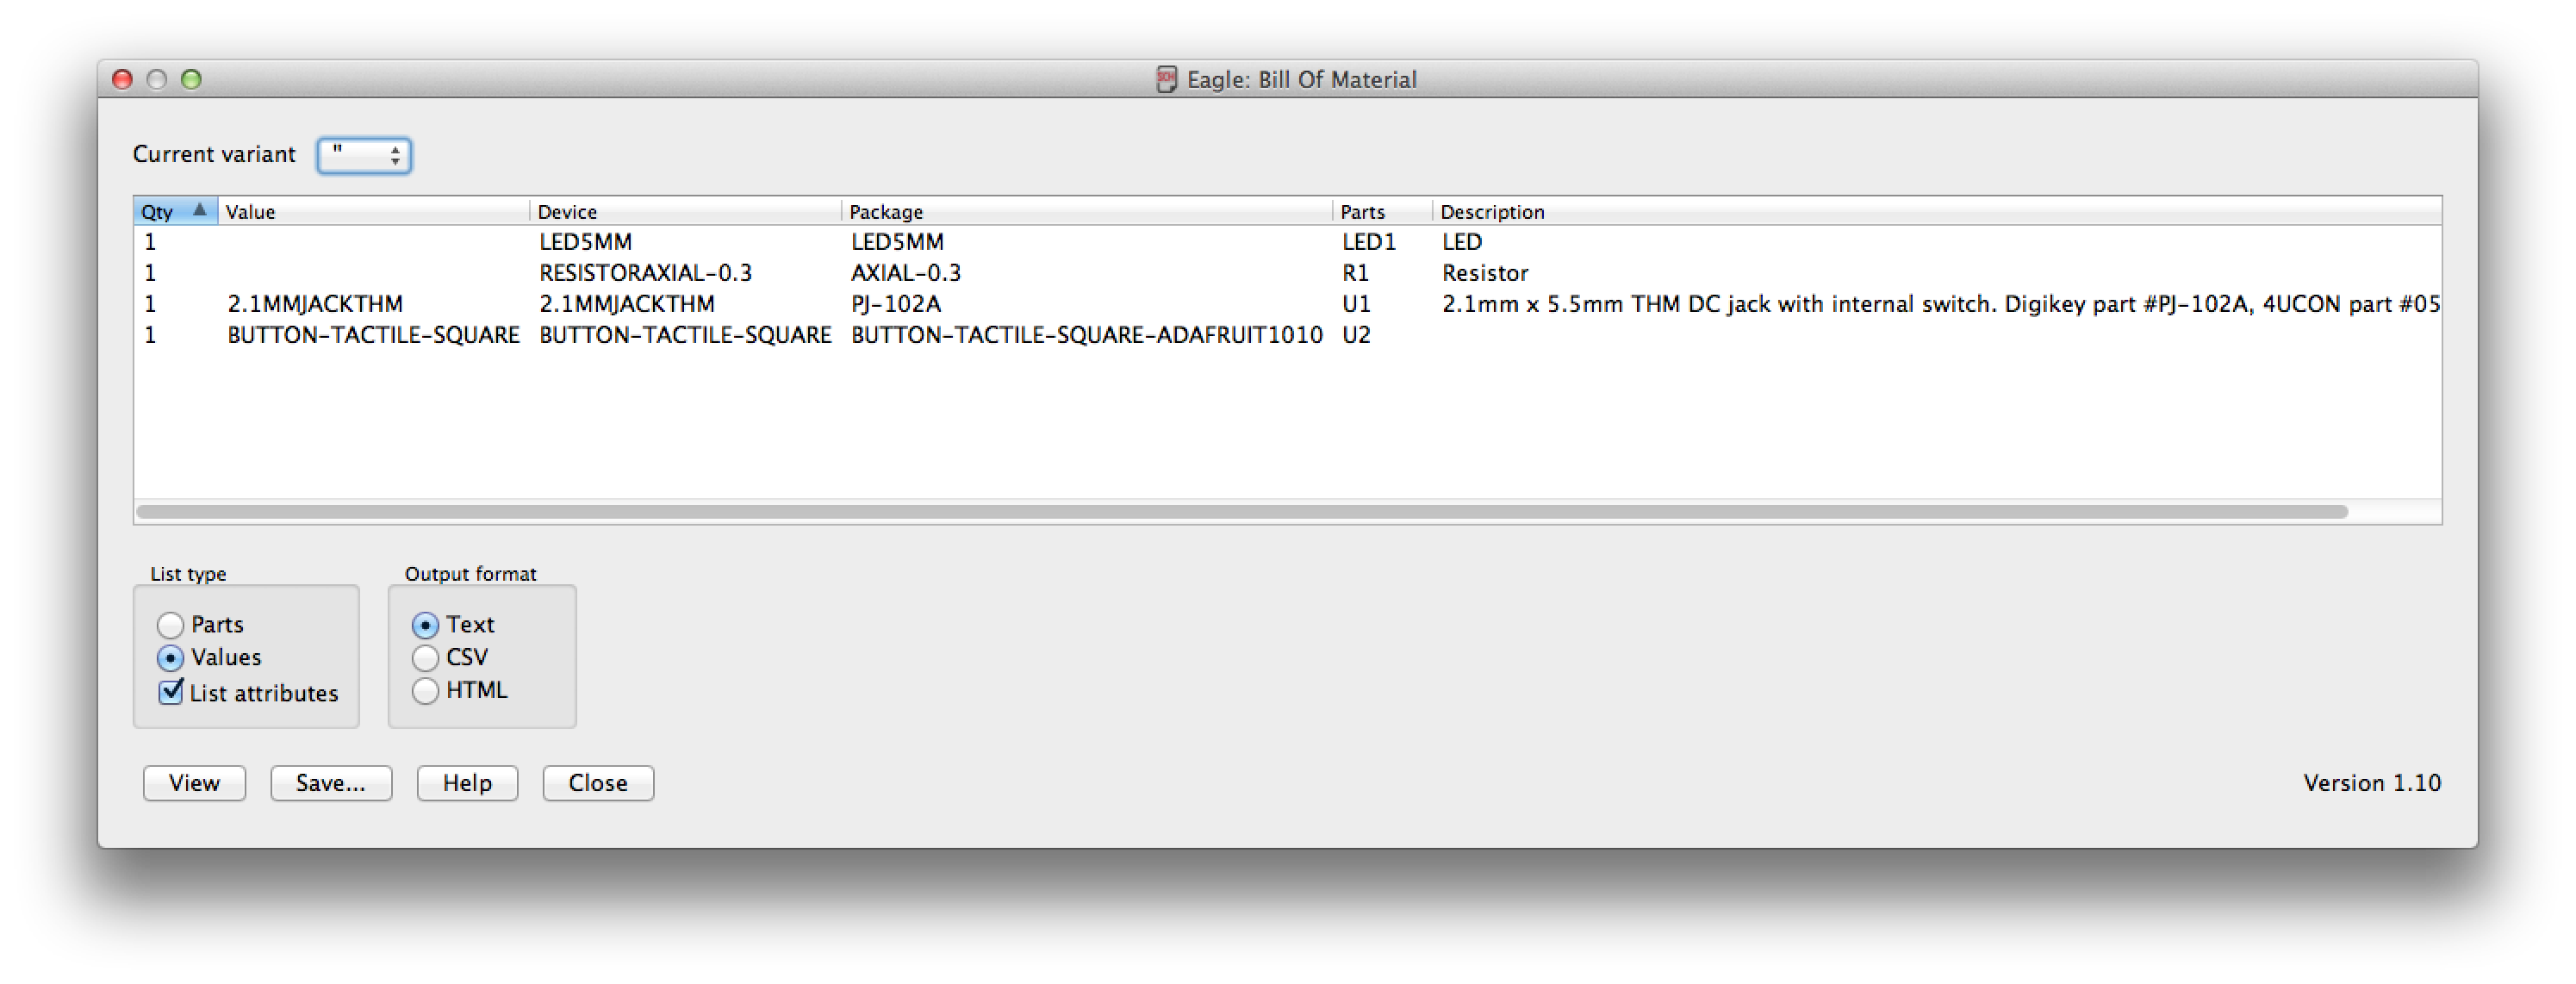 SCH Eagle: Bill Of Material
Current variant "
Qty Value Device Package Parts Description
1 LED5MM LED5MM LED1 LED
1 RESISTORAXIAL-0.3 AXIAL-0.3 R1 Resistor
1 2.1MMJACKTHM 2.1MMJACKTHM PJ-102A U1 2.1mm x 5.5mm THM DC jack with internal switch. Digikey part #PJ-102A, 4UCON part #05
1 BUTTON-TACTILE-SQUARE BUTTON-TACTILE-SQUARE BUTTON-TACTILE-SQUARE-ADAFRUIT1010 U2
List type Output format
Parts Text
Values CSV
List attributes HTML
View Save... Help Close Version 1.10